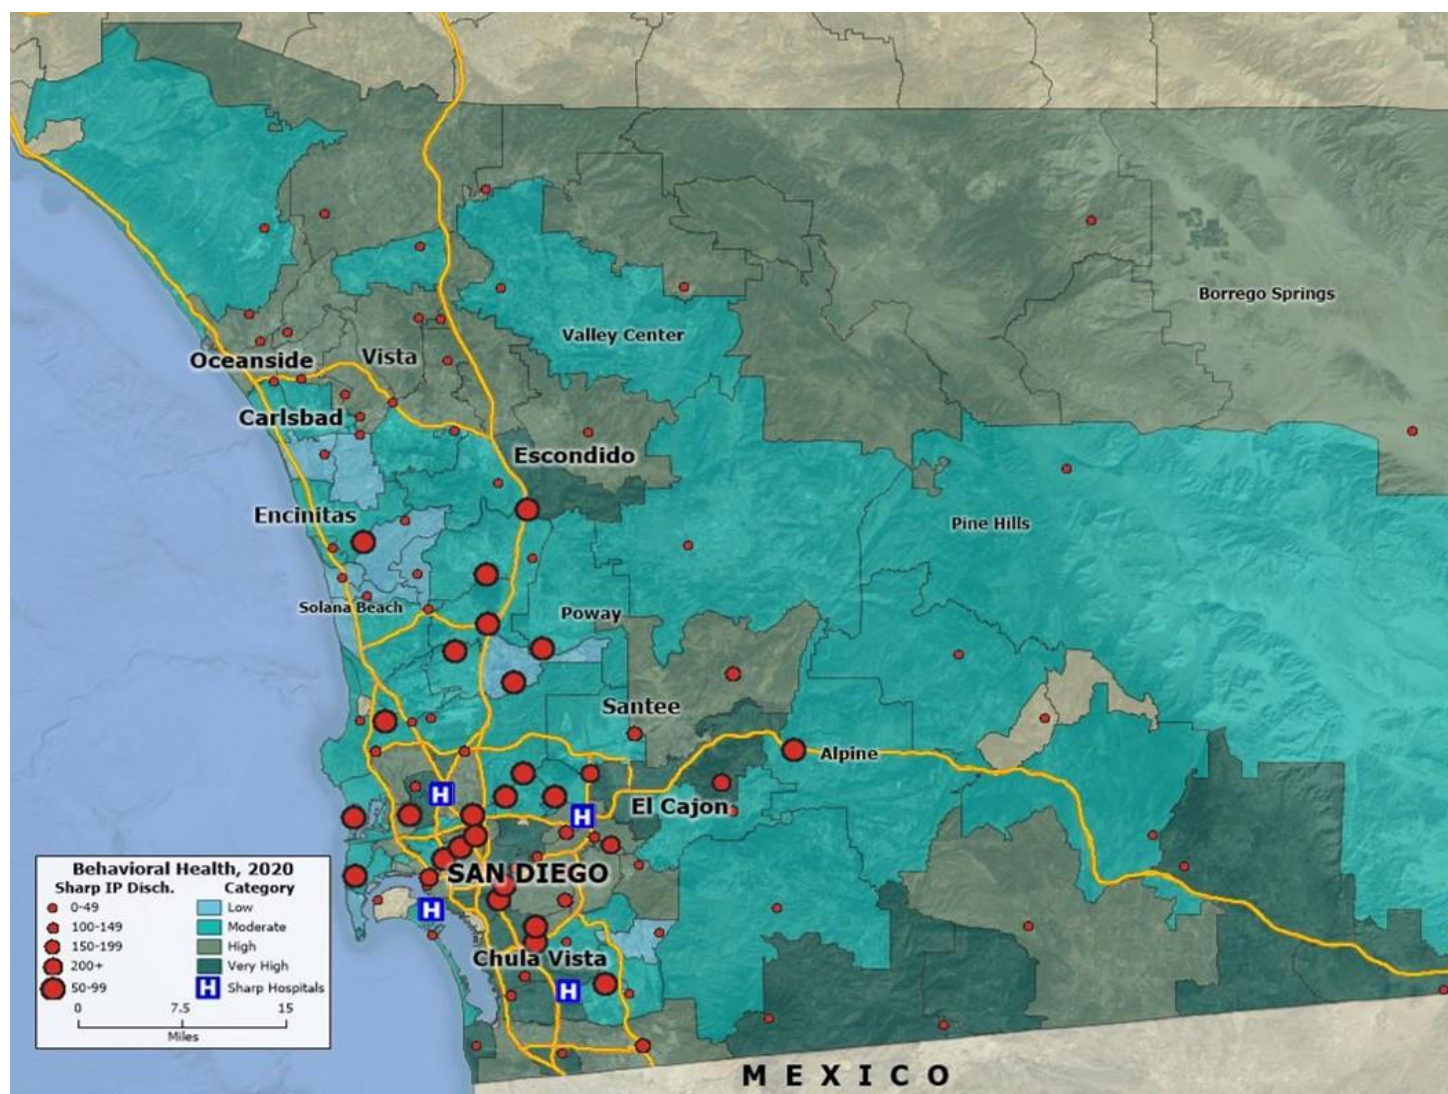 Borrego Springs
Valley Center
Oceanside
Vista
Carlsbad
Escondido
Encinitas
Pine Hills
Solana Beach
Poway
Santee
Alpine
El Cajon
H
H
SAN DIEGO
H
Chula Vista
H
MEXICO
Behavioral Health, 2020
Sharp IP Disch. Category
0-49 Low
100-149 Moderate
150-199 High
200+ Very High
50-99 H Sharp Hospitals
0 7.5 15
Miles